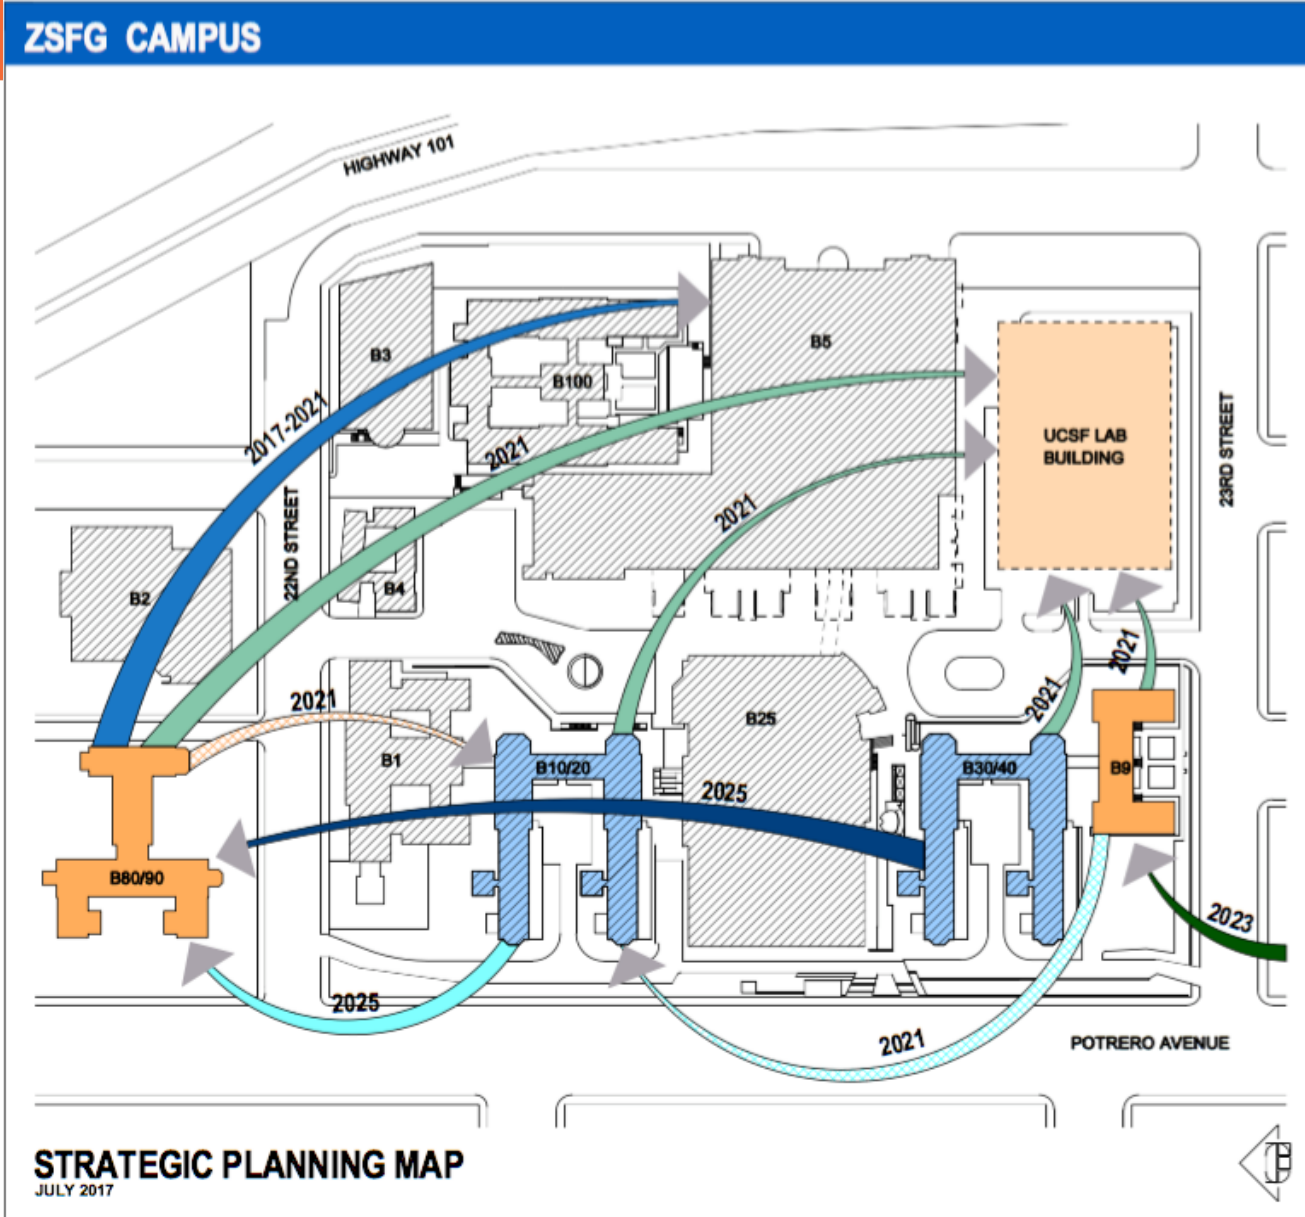 ZSFG CAMPUS
HIGHWAY 101
B3
B5
B100
2017-2021
2021
UCSF LAB
BUILDING
23RD STREET
22ND STREET
2021
B4
B2
2021
2021
2021
B25
B1
B10/20
B30/40
B9
2025
B80/90
2023
2025
2021
POTRERO AVENUE
STRATEGIC PLANNING MAP
JULY 2017